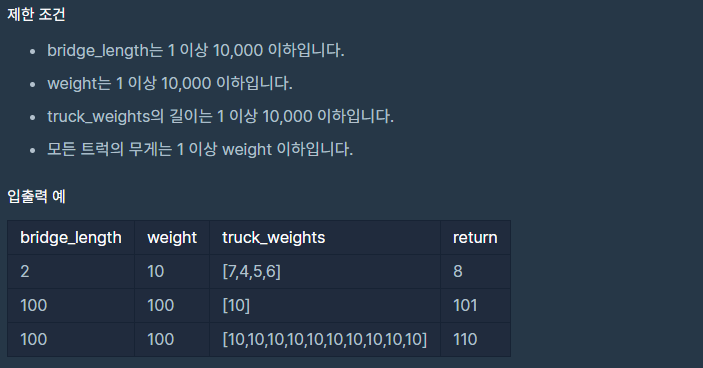 제한 조건
bridge_length는 1 이상 10,000 이하입니다.
weight는 1 이상 10,000 이하입니다.
truck_weights의 길이는 1 이상 10,000 이하입니다.
모든 트럭의 무게는 1 이상 weight 이하입니다.
입출력 예
bridge_length weight truck_weights return
2 10 [7,4,5,6] 8
100 100 [10] 101
100 100 [10,10,10,10,10,10,10,10,10,10] 110